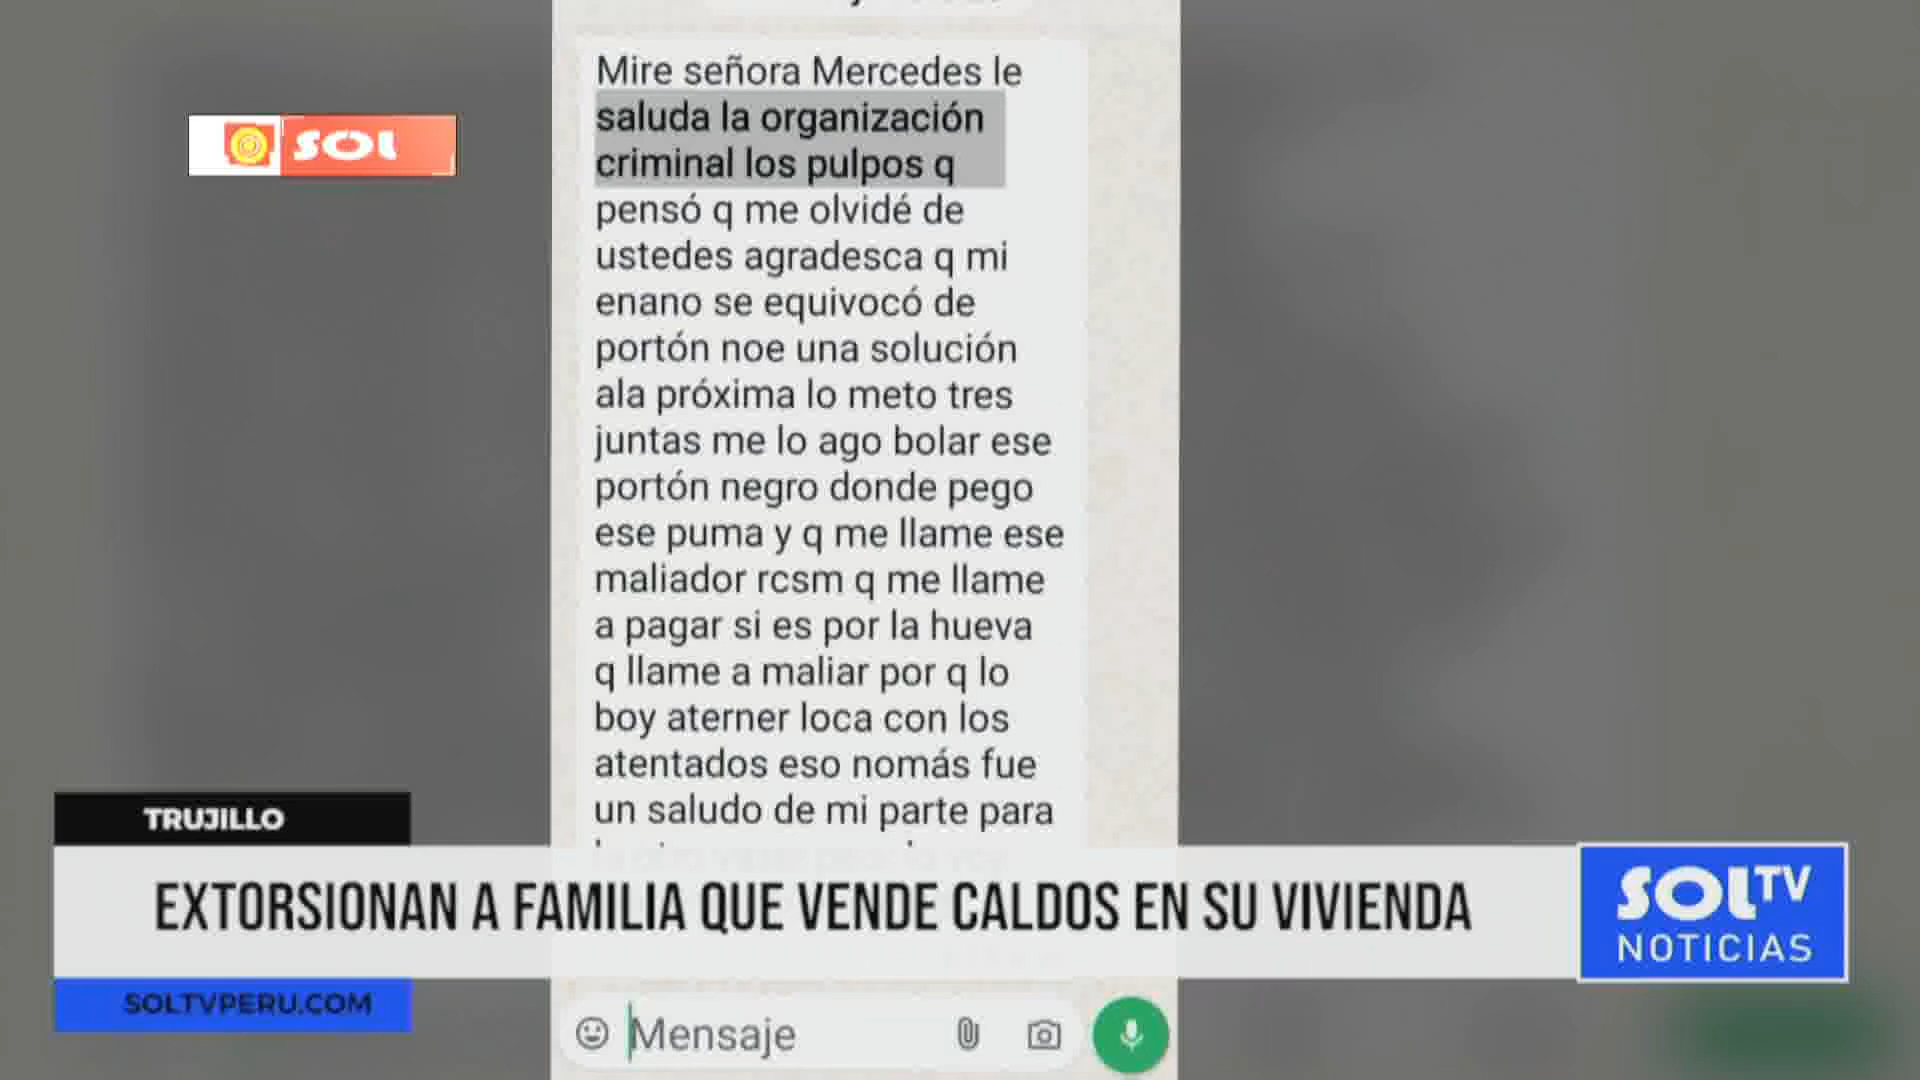 Mire señora Mercedes le
saluda la organización
criminal los pulpos q
pensó q me olvidé de
ustedes agradesca q mi
enano se equivocó de
portón noe una solución
ala próxima lo meto tres
juntas me lo ago bolar ese
portón negro donde pego
ese puma y q me llame ese
maliador rcsm q me llame
a pagar si es por la hueva
q llame a maliar por q lo
boy aterner loca con los
atentados eso nomás fue
un saludo de mi parte para
SOL
TRUJILLO
EXTORSIONAN A FAMILIA QUE VENDE CALDOS EN SU VIVIENDA
SOLTV
NOTICIAS
SOLTVPERU.COM
Mensaje